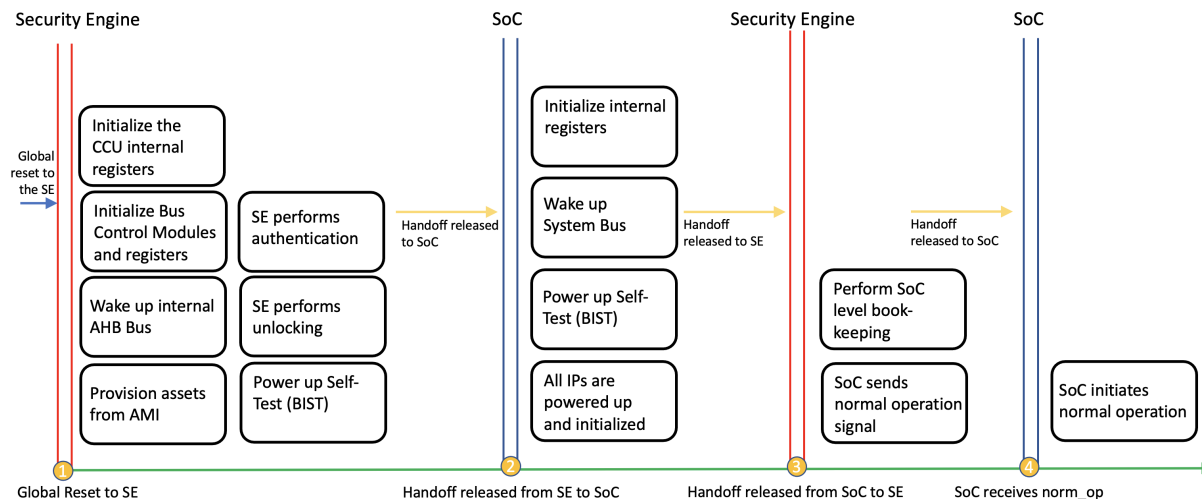 Security Engine
SoC
Security Engine
SoC
Global
reset to
the SE
Initialize the
CCU internal
registers
Initialize Bus
Control Modules
and registers
Wake up internal
AHB Bus
Provision assets
from AMI
SE performs
authentication
SE performs
unlocking
Power up Self-
Test (BIST)
Handoff released
to SoC
Initialize internal
registers
Wake up
System Bus
Power up Self-
Test (BIST)
All IPs are
powered up
and initialized
Handoff
released to SE
Perform SoC
level book-
keeping
SoC sends
normal operation
signal
Handoff
released to SoC
SoC initiates
normal operation
1
2
3
4
Global Reset to SE
Handoff released from SE to SoC
Handoff released from SoC to SE
SoC receives norm_op